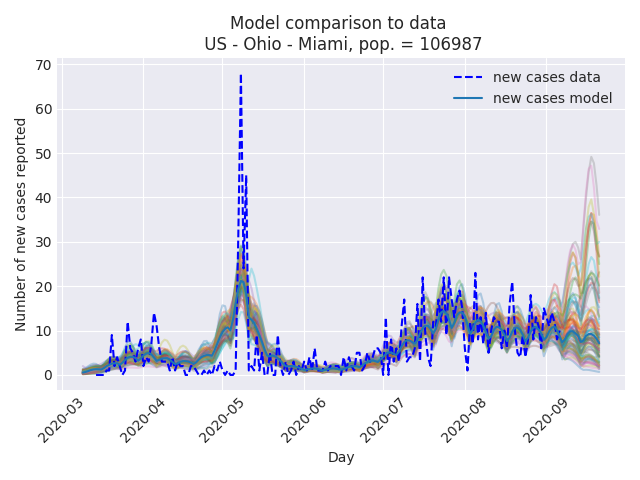 Model comparison to data
US - Ohio - Miami, pop. = 106987
new cases data
new cases model
Number of new cases reported
70
60
50
40
30
20
10
0
2020-03
2020-04
2020-05
2020-06
2020-07
2020-08
2020-09
Day